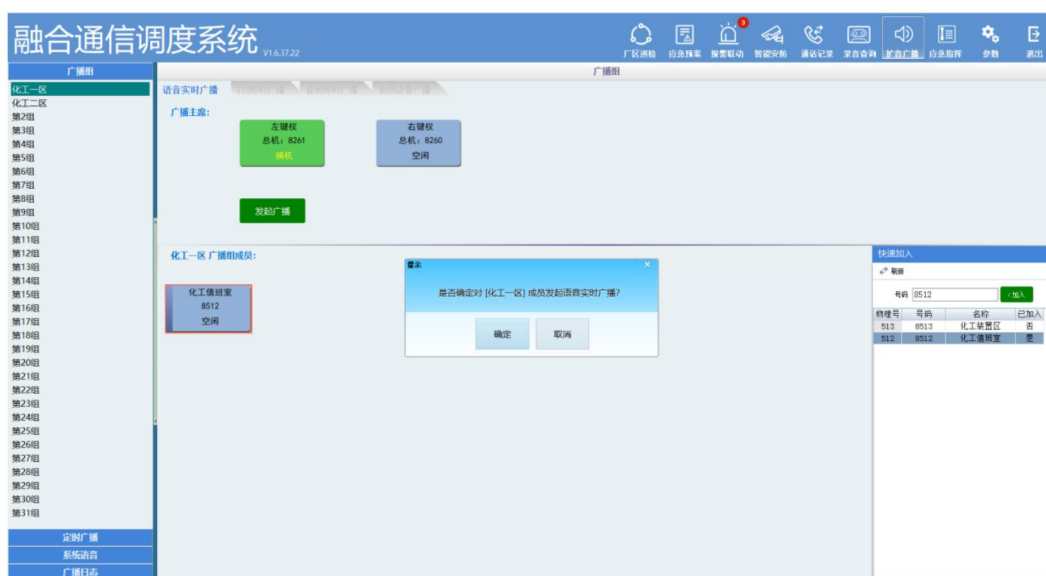 融合通信调度系统 V1.6.37.22
3
厂区巡检 应急预案 报警联动 智能安防 通话记录 录音查询 扩音广播 应急指挥 参数 退出
广播组
广播组
化工一区
化工二区
第2组
第3组
第4组
第5组
第6组
第7组
第8组
第9组
第10组
第11组
第12组
第13组
第14组
第15组
第16组
第17组
第18组
第19组
第20组
第21组
第22组
第23组
第24组
第25组
第26组
第27组
第28组
第29组
第30组
第31组
定时广播
系统语音
广播日志
语音实时广播
广播主席:
左键权
总机: 8261
摘机
右键权
总机: 8260
空闲
发起广播
化工一区 广播组成员:
化工值班室
8512
空闲
提示
×
是否确定对 [化工一区] 成员发起语音实时广播?
确定 取消
快速加入
刷新
号码 8512 加入
物理号 号码 名称 已加入
513 8513 化工装置区 否
512 8512 化工值班室 是